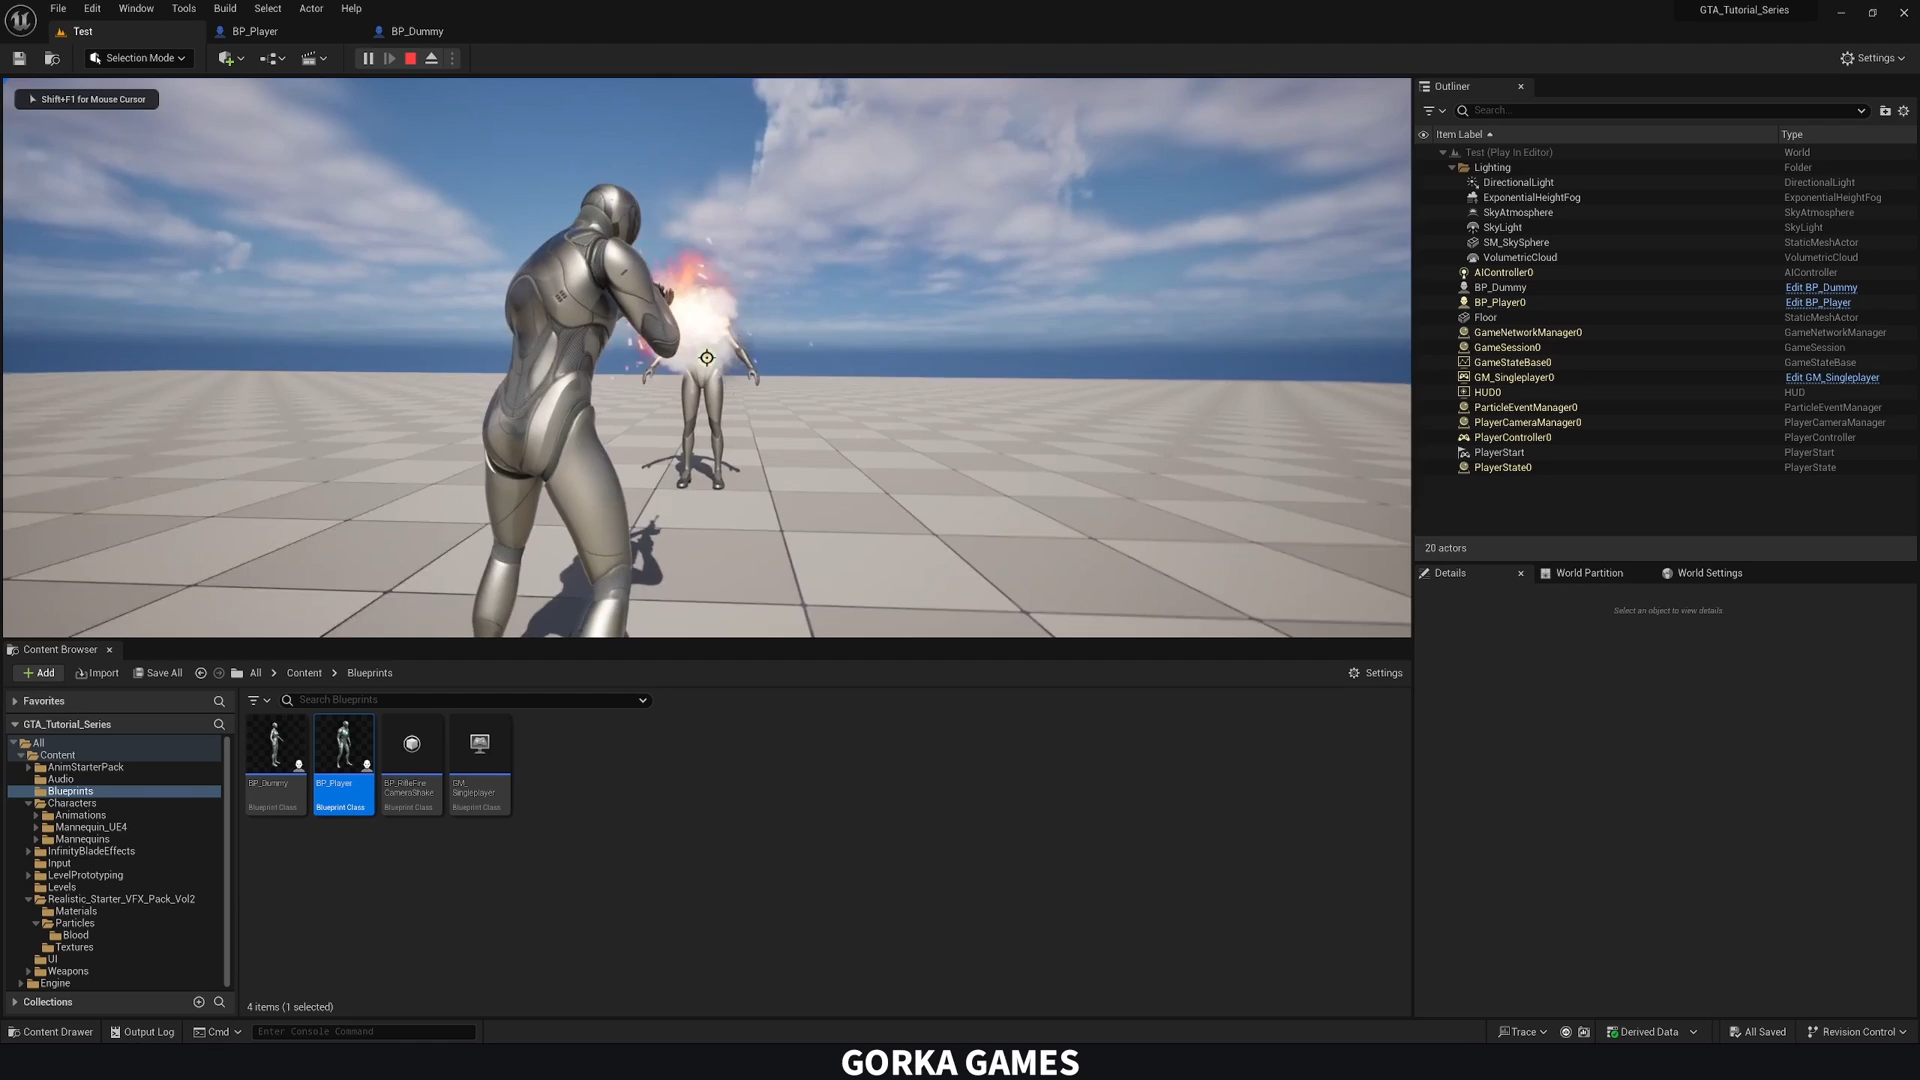 File Edit Window Tools Build Select Actor Help
GTA_Tutorial_Series
Test
BP_Player
BP_Dummy
Selection Mode
Settings
Shift+F1 for Mouse Cursor
Outliner
Search...
Item Label
Type
Test (Play In Editor) World
Lighting Folder
DirectionalLight DirectionalLight
ExponentialHeightFog ExponentialHeightFog
SkyAtmosphere SkyAtmosphere
SkyLight SkyLight
SM_SkySphere StaticMeshActor
VolumetricCloud VolumetricCloud
AIController0 AIController
BP_Dummy Edit BP_Dummy
BP_Player0 Edit BP_Player
Floor StaticMeshActor
GameNetworkManager0 GameNetworkManager
GameSession0 GameSession
GameStateBase0 GameStateBase
GM_Singleplayer0 Edit GM_Singleplayer
HUD0 HUD
ParticleEventManager0 ParticleEventManager
PlayerCameraManager0 PlayerCameraManager
PlayerController0 PlayerController
PlayerStart PlayerStart
PlayerState0 PlayerState
20 actors
Details
World Partition
World Settings
Select an object to view details.
Content Browser
Add Import Save All All Content Blueprints
Settings
Favorites
GTA_Tutorial_Series
All
Content
AnimStarterPack
Audio
Blueprints
Characters
Animations
Mannequin_UE4
Mannequins
InfinityBladeEffects
Input
LevelPrototyping
Levels
Realistic_Starter_VFX_Pack_Vol2
Materials
Particles
Blood
Textures
UI
Weapons
Engine
Collections
Search Blueprints
BP_Dummy
Blueprint Class
BP_Player
Blueprint Class
BP_RifleFire
CameraShake
Blueprint Class
GM_
Singleplayer
Blueprint Class
4 items (1 selected)
Content Drawer Output Log Cmd Enter Console Command
Trace Derived Data All Saved Revision Control
GORKA GAMES